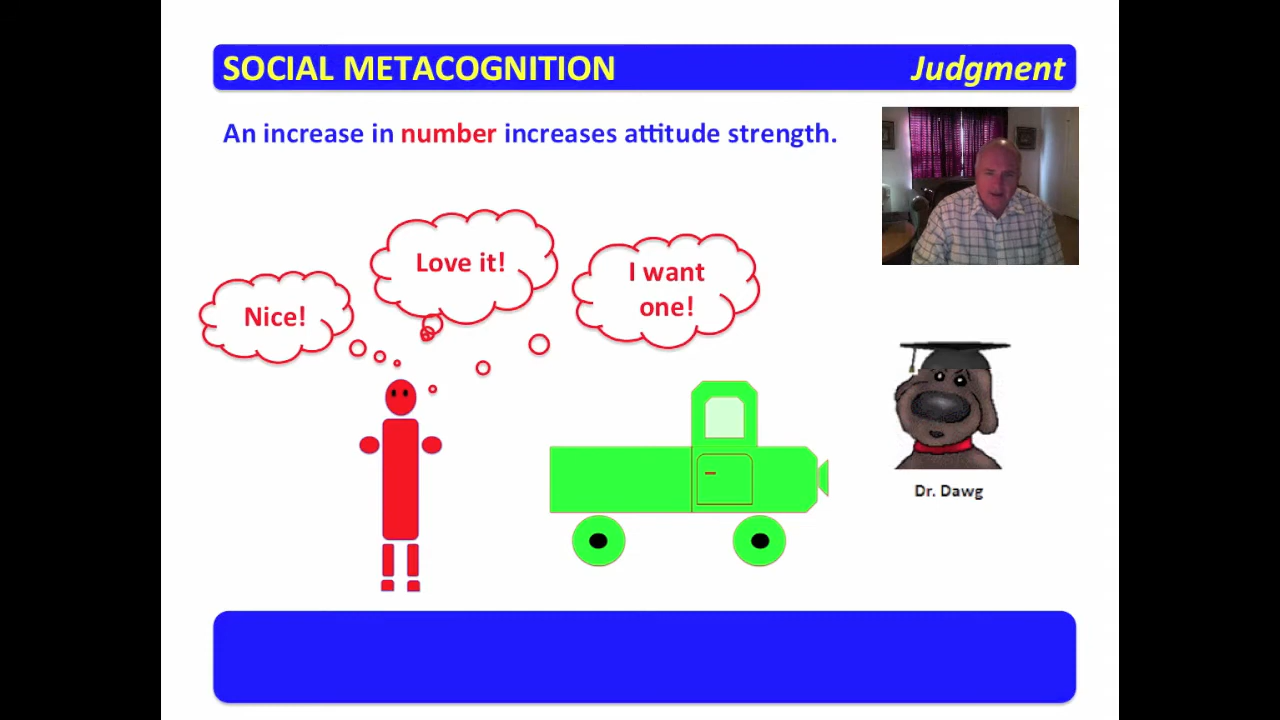 SOCIAL METACOGNITION
Judgment
An increase in number increases attitude strength.
Nice!
Love it!
I want
one!
Dr. Dawg